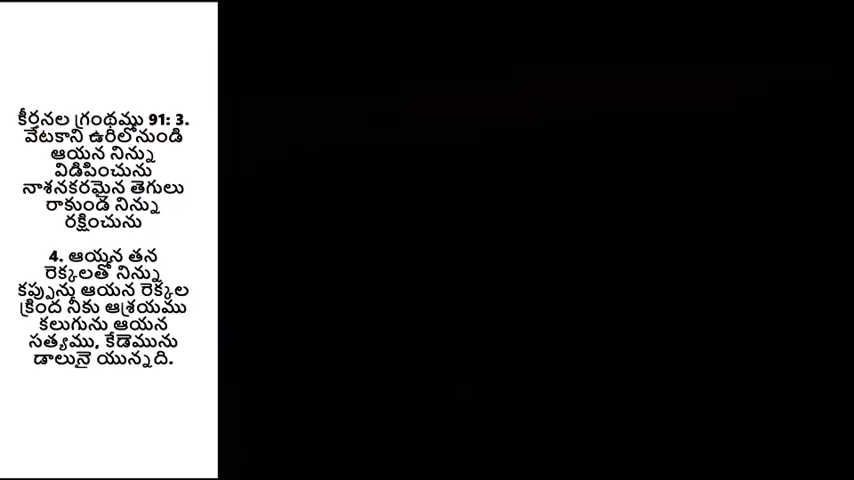 కీర్తనల గ్రంథము 91: 3.
వేటకాని ఉరిలోనుండి
ఆయన నిన్ను
విడిపించును
నాశనకరమైన తెగులు
రాకుండ నిన్ను
రక్షించును
4. ఆయన తన
రెక్కలతో నిన్ను
కప్పును ఆయన రెక్కల
క్రింద నీకు ఆశ్రయము
కలుగును ఆయన
సత్యము, కేడెమును
డాలునై యున్నది.